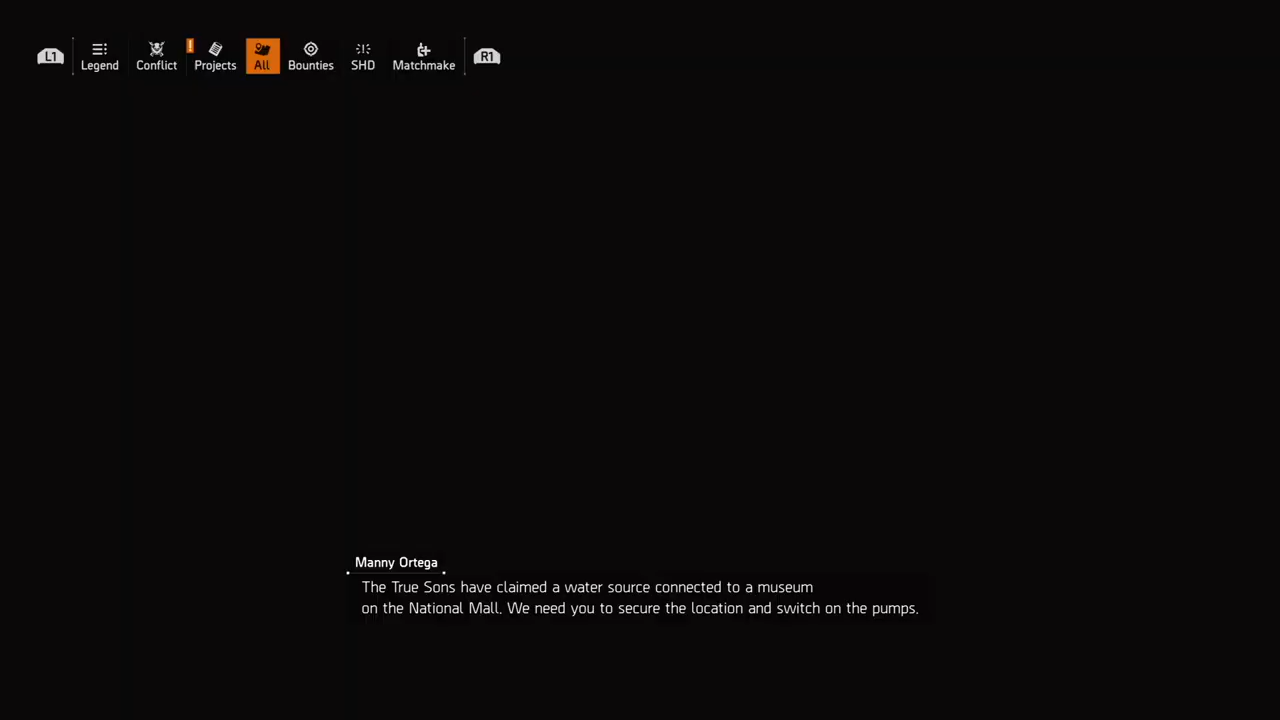 L1
Legend
Conflict
!
Projects
All
Bounties
SHD
Matchmake
R1
Manny Ortega
The True Sons have claimed a water source connected to a museum
on the National Mall. We need you to secure the location and switch on the pumps.